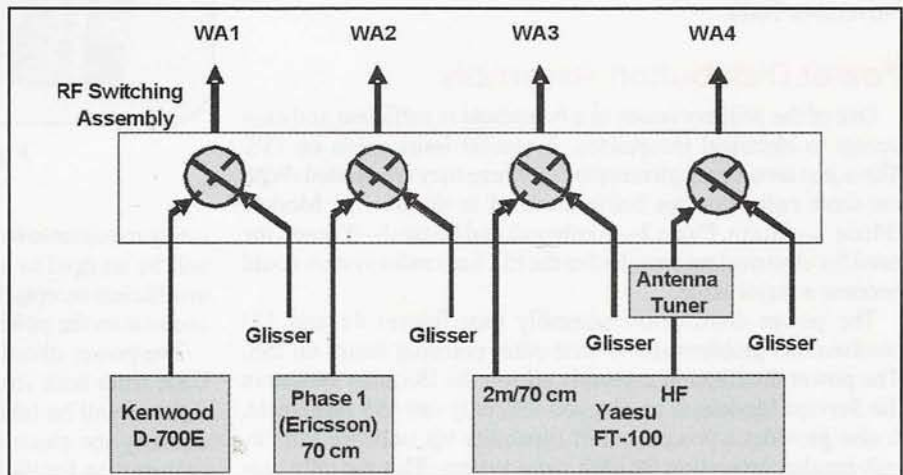 WA1 WA2 WA3 WA4
RF Switching
Assembly
Antenna
Tuner
Glisser Glisser Glisser Glisser
Kenwood
D-700E
Phase 1
(Ericsson)
70 cm
2m/70 cm HF
Yaesu
FT-100